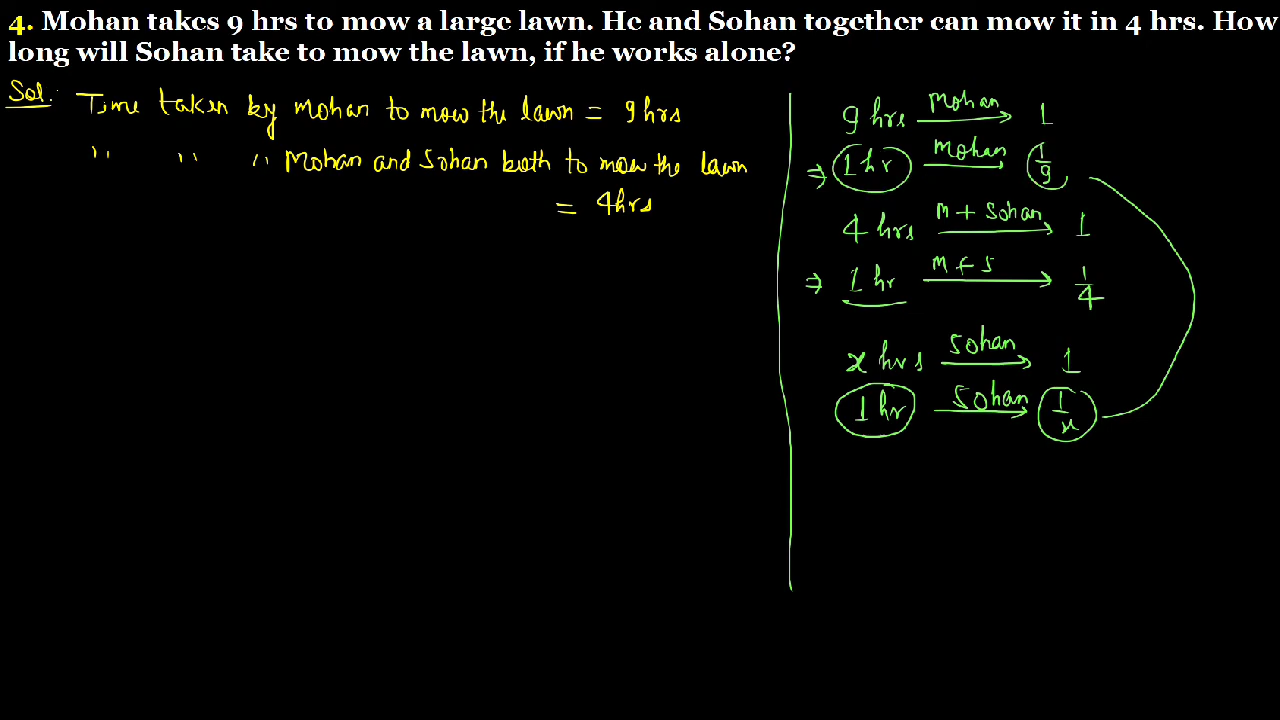 4. Mohan takes 9 hrs to mow a large lawn. He and Sohan together can mow it in 4 hrs. How
long will Sohan take to mow the lawn, if he works alone?
Sol:
Time taken by Mohan to mow the lawn = 9 hrs
" " " Mohan and Sohan both to mow the lawn
= 4 hrs
9 hrs Mohan → 1
⇒ 1 hr Mohan → 1/9
4 hrs M + Sohan → 1
⇒ 1 hr M + S → 1/4
x hrs Sohan → 1
1 hr Sohan → 1/x